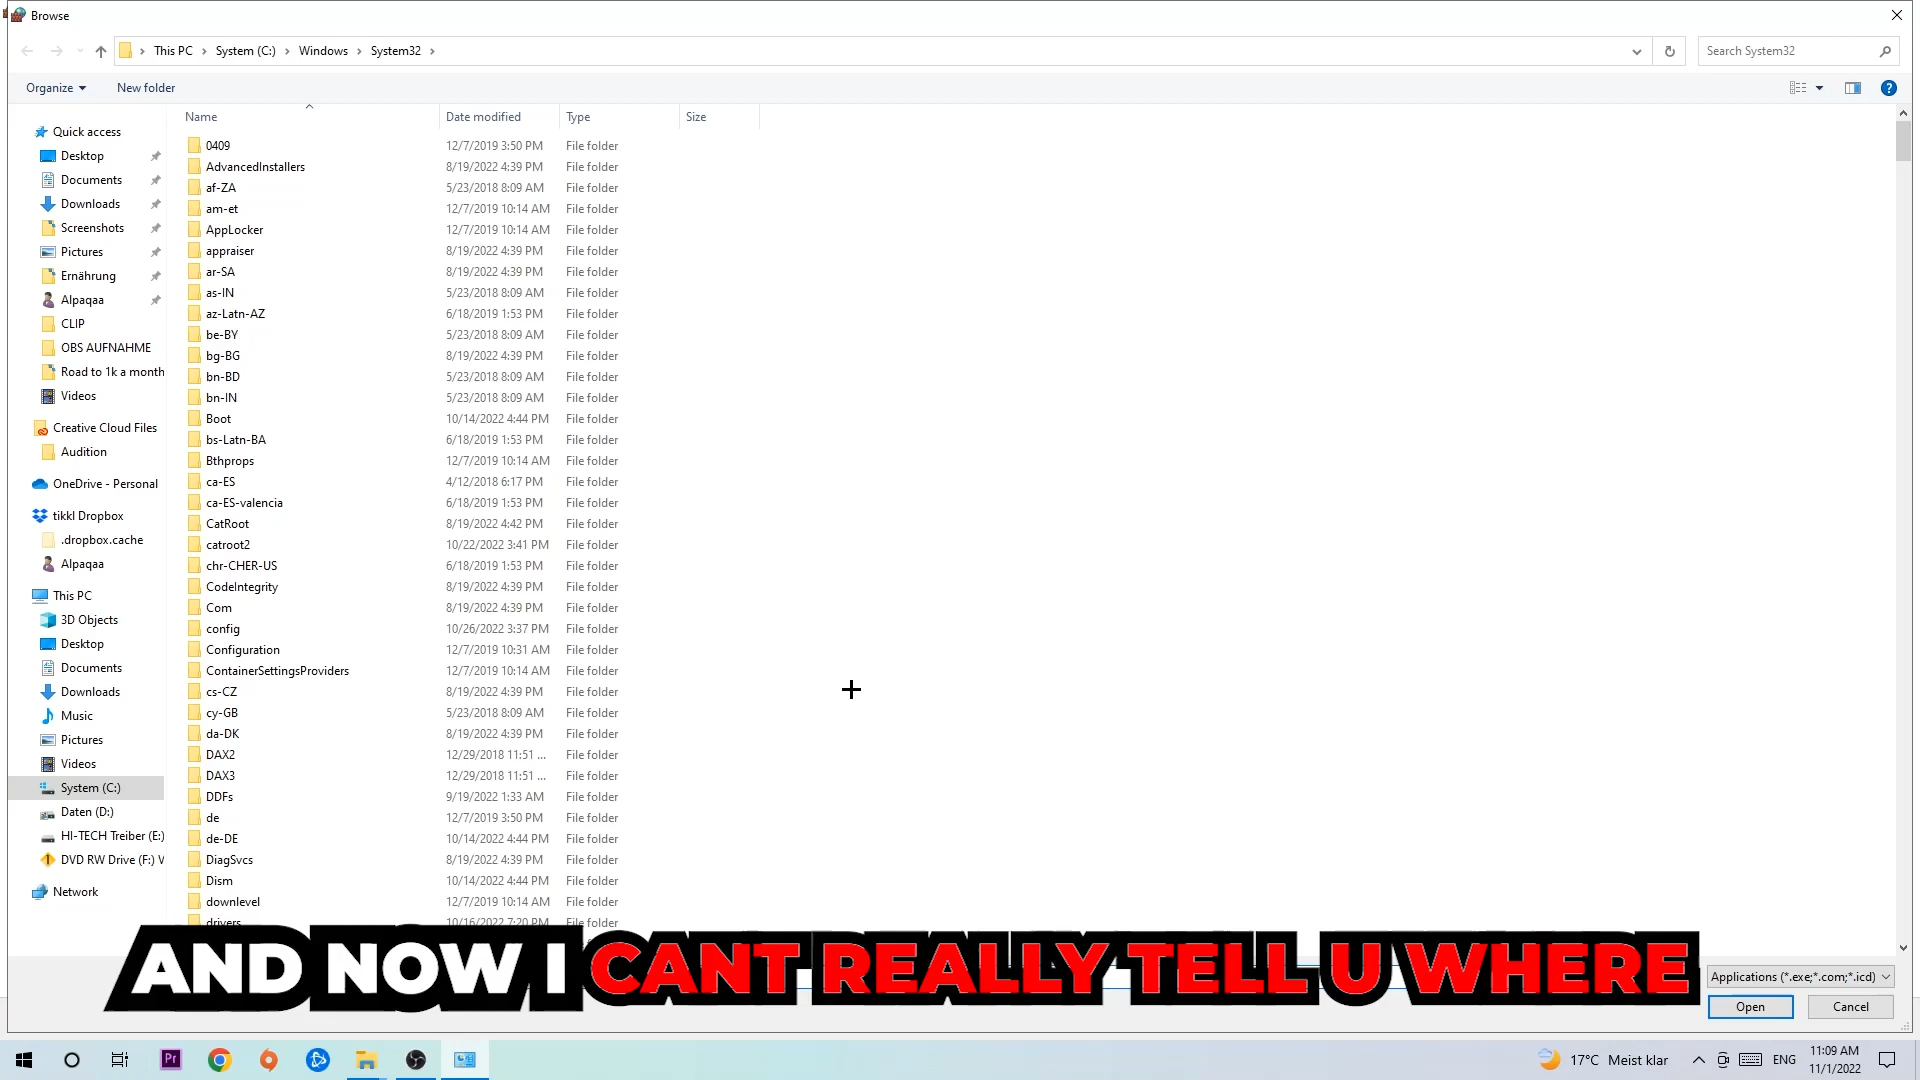 Browse
This PC > System (C:) > Windows > System32 >
Search System32
Organize
New folder
Name Date modified Type Size
Quick access
Desktop
Documents
Downloads
Screenshots
Pictures
Ernährung
Alpaqaa
CLIP
OBS AUFNAHME
Road to 1k a month
Videos
Creative Cloud Files
Audition
OneDrive - Personal
tikkl Dropbox
.dropbox.cache
Alpaqaa
This PC
3D Objects
Desktop
Documents
Downloads
Music
Pictures
Videos
System (C:)
Daten (D:)
HI-TECH Treiber (E:)
DVD RW Drive (F:) V
Network
0409 12/7/2019 3:50 PM File folder
AdvancedInstallers 8/19/2022 4:39 PM File folder
af-ZA 5/23/2018 8:09 AM File folder
am-et 12/7/2019 10:14 AM File folder
AppLocker 12/7/2019 10:14 AM File folder
appraiser 8/19/2022 4:39 PM File folder
ar-SA 8/19/2022 4:39 PM File folder
as-IN 5/23/2018 8:09 AM File folder
az-Latn-AZ 6/18/2019 1:53 PM File folder
be-BY 5/23/2018 8:09 AM File folder
bg-BG 8/19/2022 4:39 PM File folder
bn-BD 5/23/2018 8:09 AM File folder
bn-IN 5/23/2018 8:09 AM File folder
Boot 10/14/2022 4:44 PM File folder
bs-Latn-BA 6/18/2019 1:53 PM File folder
Bthprops 12/7/2019 10:14 AM File folder
ca-ES 4/12/2018 6:17 PM File folder
ca-ES-valencia 6/18/2019 1:53 PM File folder
CatRoot 8/19/2022 4:42 PM File folder
catroot2 10/22/2022 3:41 PM File folder
chr-CHER-US 6/18/2019 1:53 PM File folder
CodeIntegrity 8/19/2022 4:39 PM File folder
Com 8/19/2022 4:39 PM File folder
config 10/26/2022 3:37 PM File folder
Configuration 12/7/2019 10:31 AM File folder
ContainerSettingsProviders 12/7/2019 10:14 AM File folder
cs-CZ 8/19/2022 4:39 PM File folder
cy-GB 5/23/2018 8:09 AM File folder
da-DK 8/19/2022 4:39 PM File folder
DAX2 12/29/2018 11:51 ... File folder
DAX3 12/29/2018 11:51 ... File folder
DDFs 9/19/2022 1:33 AM File folder
de 12/7/2019 3:50 PM File folder
de-DE 10/14/2022 4:44 PM File folder
DiagSvcs 8/19/2022 4:39 PM File folder
Dism 10/14/2022 4:44 PM File folder
downlevel 12/7/2019 10:14 AM File folder
drivers 10/16/2022 7:20 PM File folder
AND NOW I CANT REALLY TELL U WHERE
Applications (*.exe;*.com;*.icd)
Open
Cancel
Pr
17°C Meist klar
ENG
11:09 AM
11/1/2022